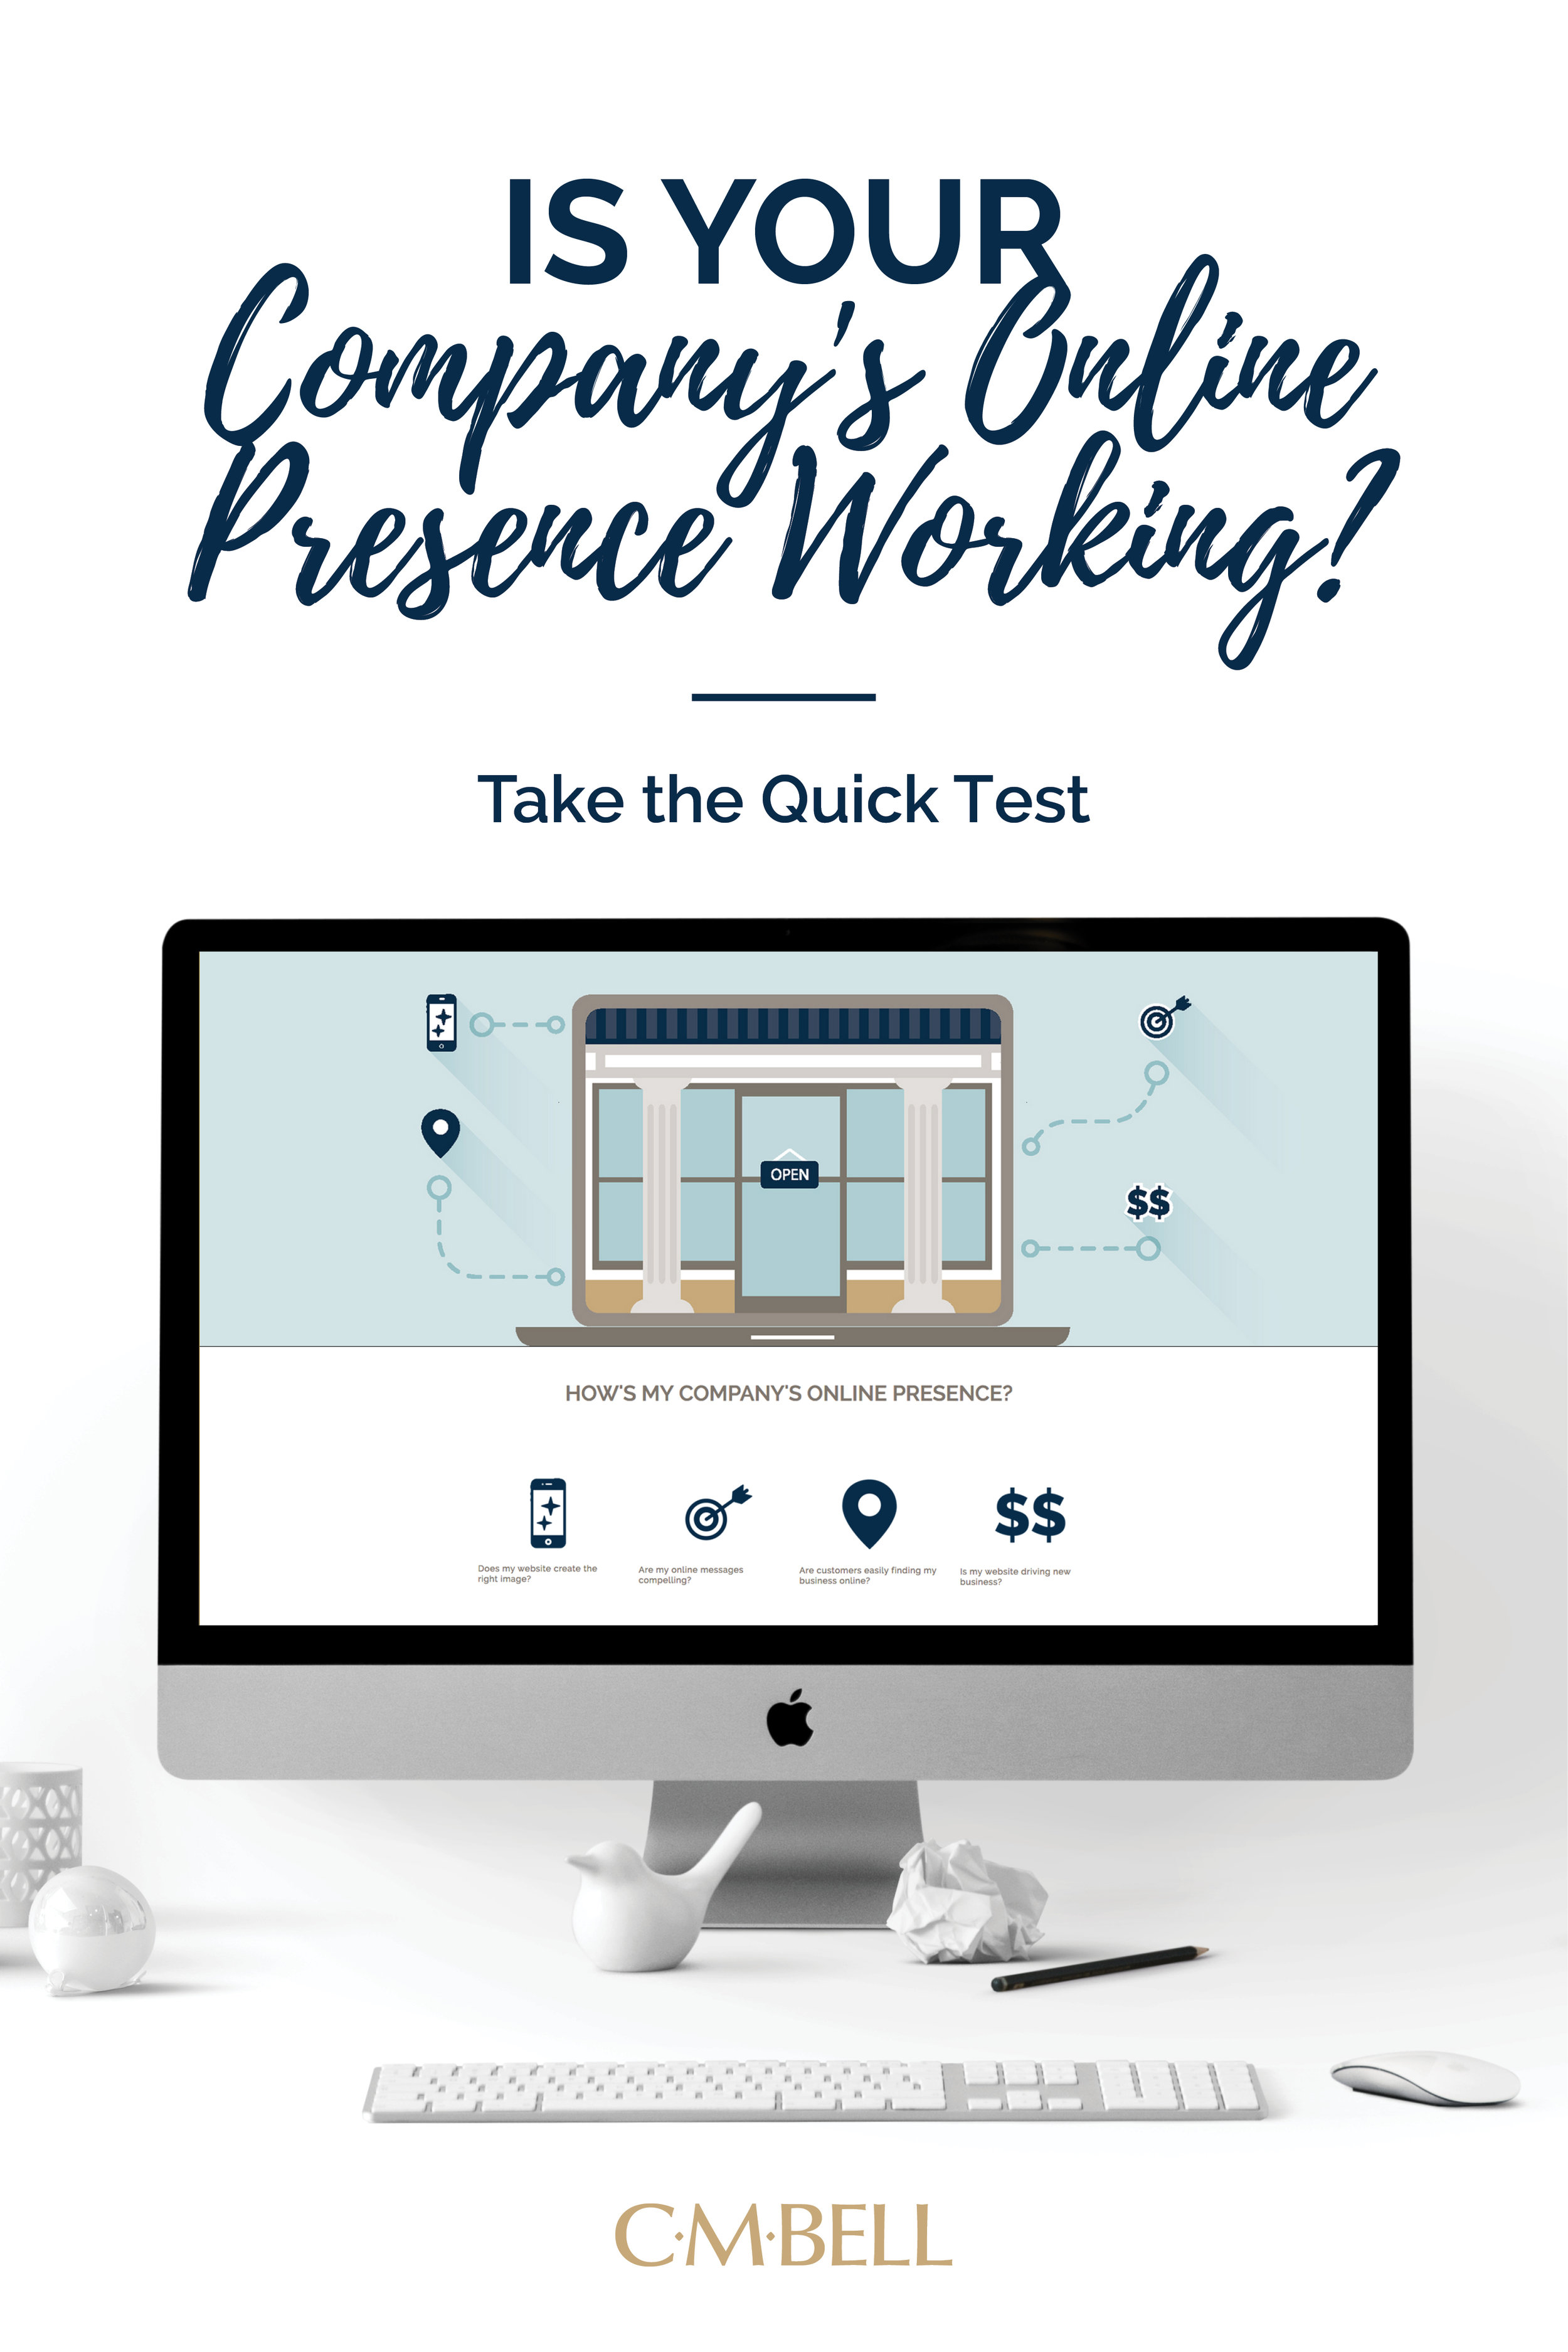 IS YOUR
Company's Online
Presence Working?
Take the Quick Test
OPEN
$$
HOW'S MY COMPANY'S ONLINE PRESENCE?
$$
Does my website create the
right image?
Are my online messages
compelling?
Are customers easily finding my
business online?
Is my website driving new
business?
C·M·BELL